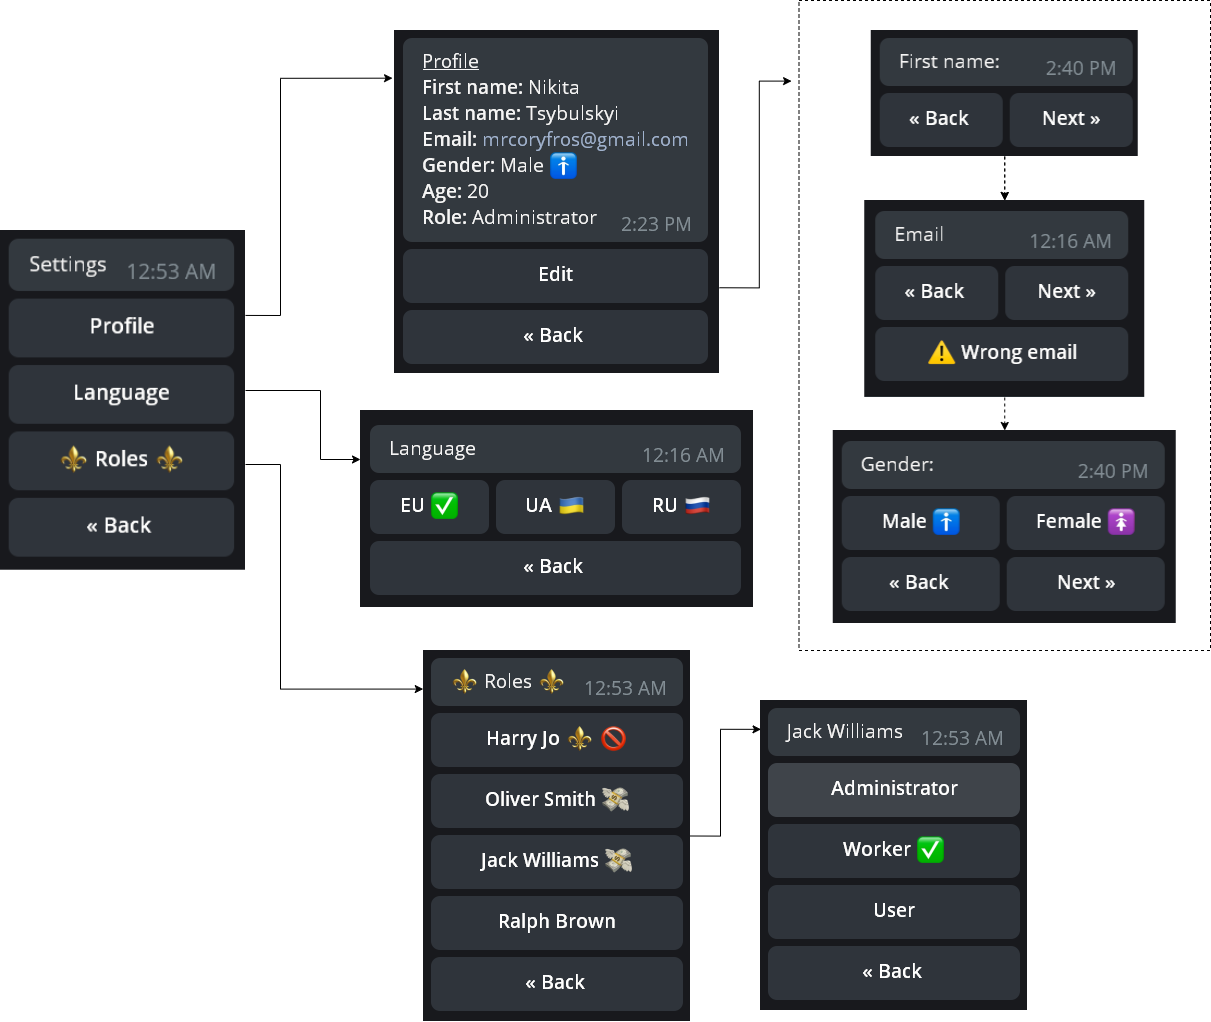 Settings 12:53 AM
Profile
Language
⚜️ Roles ⚜️
« Back
Profile
First name: Nikita
Last name: Tsybulskyi
Email: mrcoryfros@gmail.com
Gender: Male 🚹
Age: 20
Role: Administrator 2:23 PM
Edit
« Back
Language 12:16 AM
EU ✅ UA 🇺🇦 RU 🇷🇺
« Back
⚜️ Roles ⚜️ 12:53 AM
Harry Jo ⚜️ 🚫
Oliver Smith 💸
Jack Williams 💸
Ralph Brown
« Back
Jack Williams 12:53 AM
Administrator
Worker ✅
User
« Back
First name: 2:40 PM
« Back Next »
Email 12:16 AM
« Back Next »
⚠️ Wrong email
Gender: 2:40 PM
Male 🚹 Female 🚺
« Back Next »